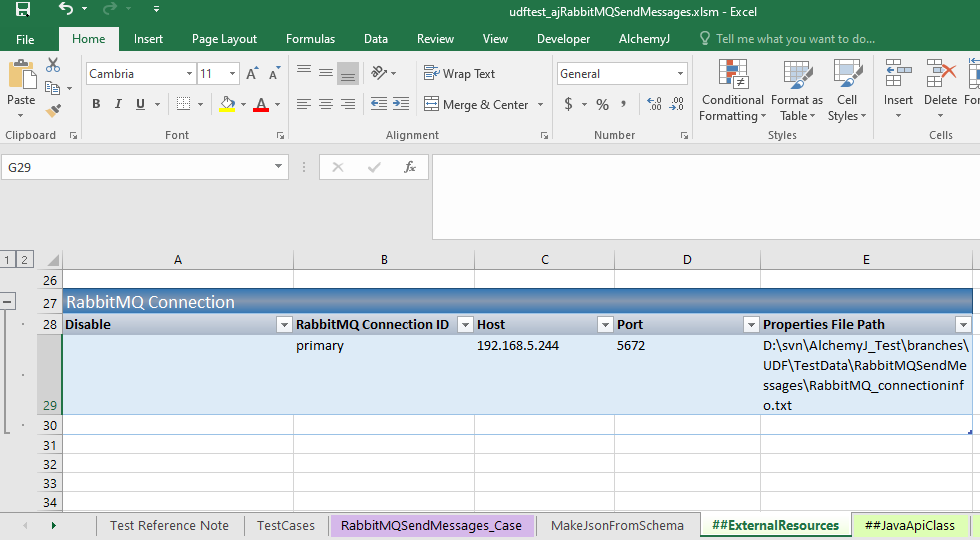 udftest_ajRabbitMQSendMessages.xlsm - Excel
File Home Insert Page Layout Formulas Data Review View Developer AlchemyJ Tell me what you want to do...
Paste
Clipboard
Cambria 11 A A
B I U A
Font
Wrap Text
Merge & Center
Alignment
General
$ % ,
Number
Conditional Formatting
Format as Table
Cell Styles
Styles
Insert Delete For
Cells
G29 fx
1 2
A B C D E
26
27 RabbitMQ Connection
28 Disable RabbitMQ Connection ID Host Port Properties File Path
29 primary 192.168.5.244 5672 D:\svn\AlchemyJ_Test\branches\
UDF\TestData\RabbitMQSendMe
ssages\RabbitMQ_connectioninf
o.txt
30
31
32
33
34
Test Reference Note TestCases RabbitMQSendMessages_Case MakeJsonFromSchema ##ExternalResources ##JavaApiClass